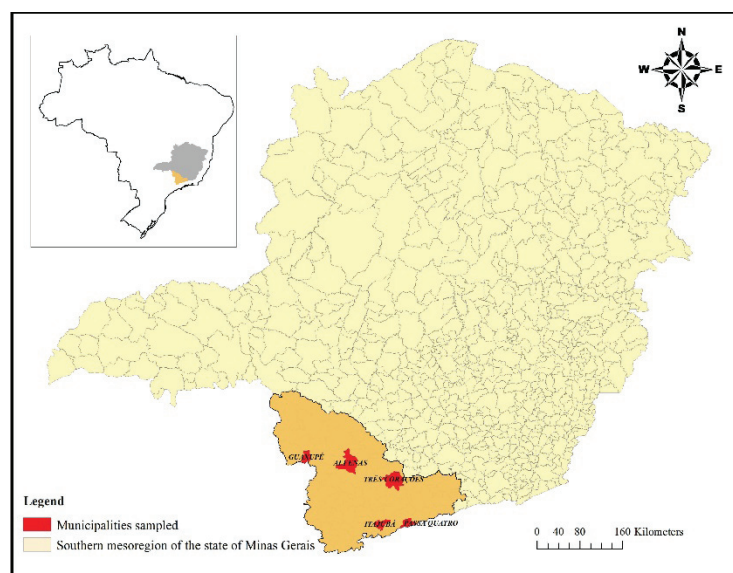 N
W E
S
GUAXUPÉ
ALFENAS
TRÊS CORAÇÕES
ITAJUBÁ
PASSA QUATRO
Legend
Municipalities sampled
Southern mesoregion of the state of Minas Gerais
0 40 80 160 Kilometers